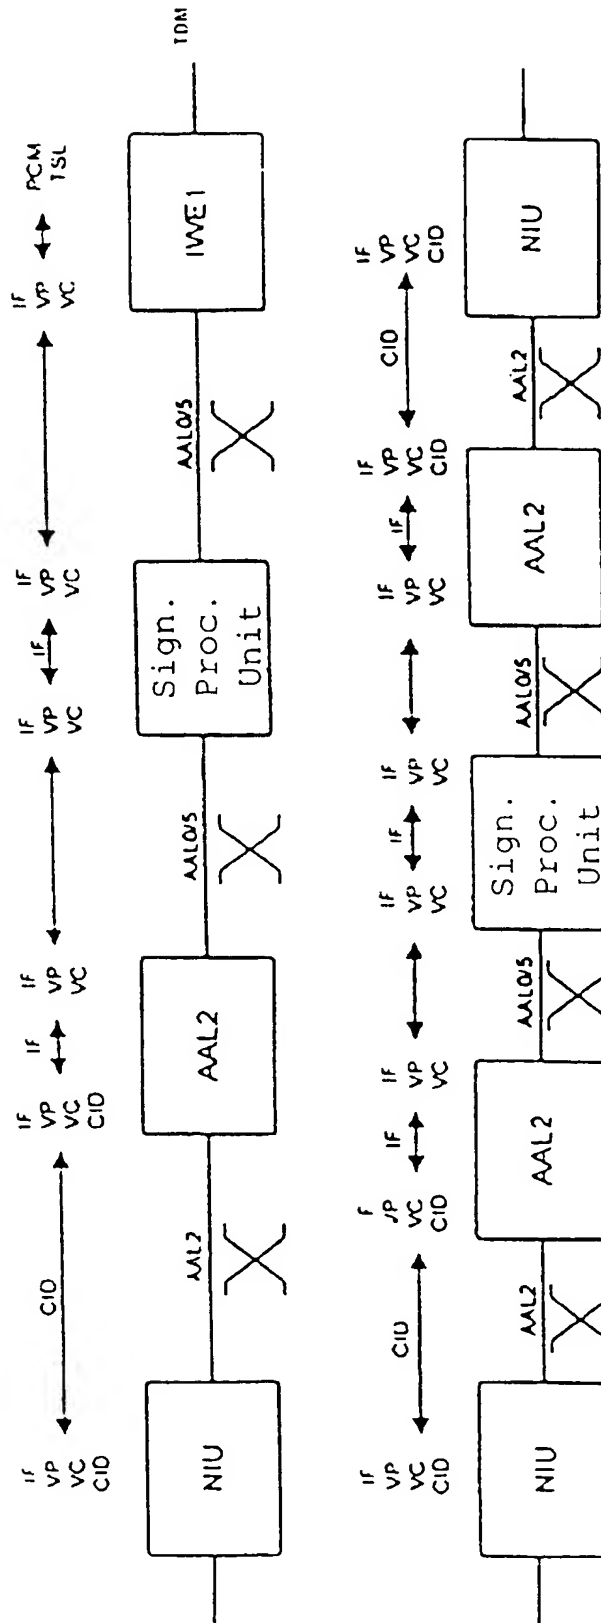 IF
VP
VC
CID
CID
IF
VP
VC
CID
IF
IF
VP
VC
IF
VP
VC
IF
IF
VP
VC
IF
VP
VC
PCM
TSL
NIU
AAL2
AAL2
AAL0/5
Sign.
Proc.
Unit
AAL0/5
IWE1
TDM
IF
VP
VC
CID
CID
F
VC
CID
IF
IF
VP
VC
IF
VP
VC
IF
IF
VP
VC
IF
VP
VC
IF
IF
VP
VC
CID
CID
IF
VP
VC
CID
NIU
AAL2
AAL2
AAL0/5
Sign.
Proc.
Unit
AAL0/5
AAL2
AAL2
NIU